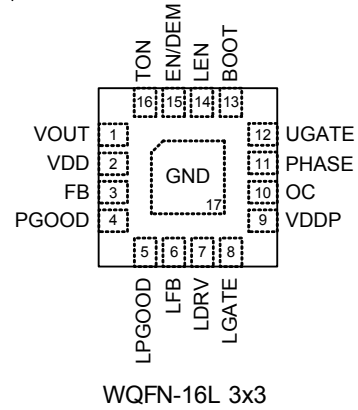 TON
EN/DEM
LEN
BOOT
16
15
14
13
VOUT 1
12 UGATE
VDD 2
11 PHASE
FB 3
GND
10 OC
PGOOD 4
17
9 VDDP
5
6
7
8
LPGOOD
LFB
LDRV
LGATE
WQFN-16L 3x3